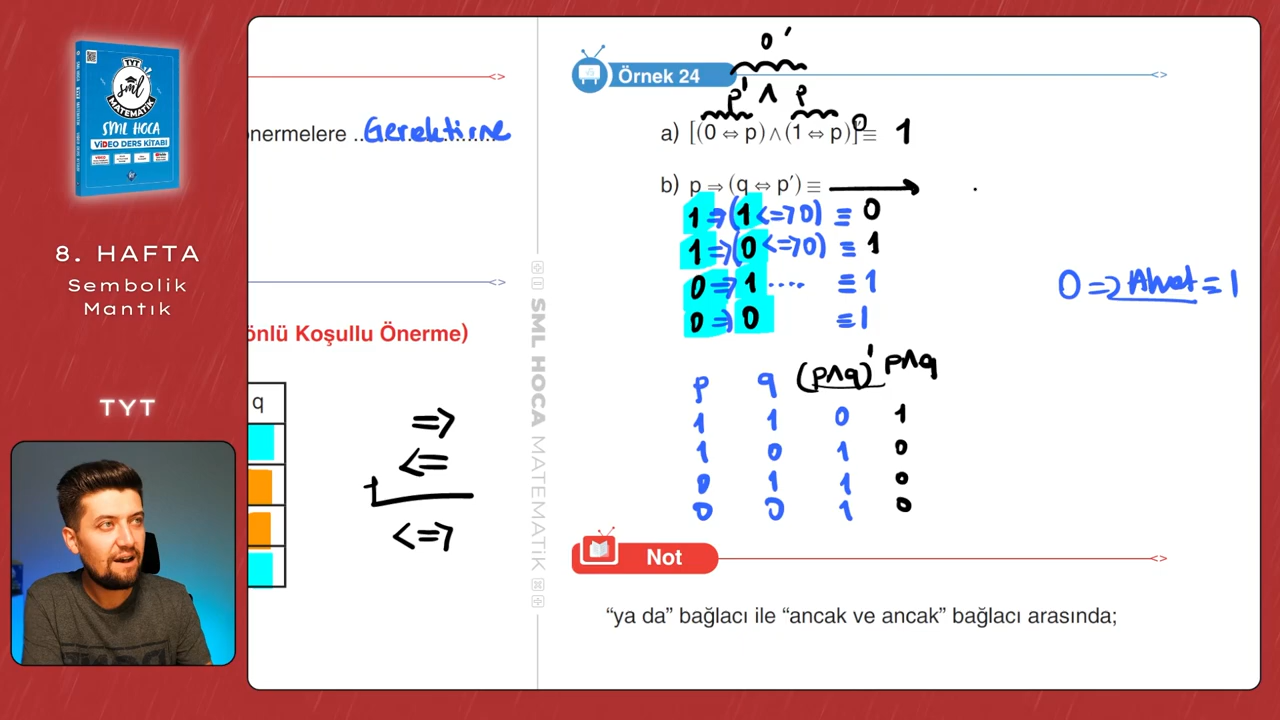 TYT
sml
MATEMATİK
SML HOCA
VİDEO DERS KİTABI
8. HAFTA
Sembolik
Mantık
TYT
önermelere ..Gerektirme
önlü Koşullu Önerme)
q
=>
<=
+
<=>
SML HOCA MATEMATİK
0'
Örnek 24
p' ∧ p
a) [(0 ⇔ p) ∧ (1 ⇔ p)]' ≡ 1
b) p ⇒ (q ⇔ p') ≡
1 => (1 <=> 0) ≡ 0
1 => (0 <=> 0) ≡ 1
0 => 1 .... ≡ 1
0 => 0 ≡ 1
0 => Ahmet = 1
p q (p∧q)' p∧q
1 1 0 1
1 0 1 0
0 1 1 0
0 0 1 0
Not
“ya da” bağlacı ile “ancak ve ancak” bağlacı arasında;